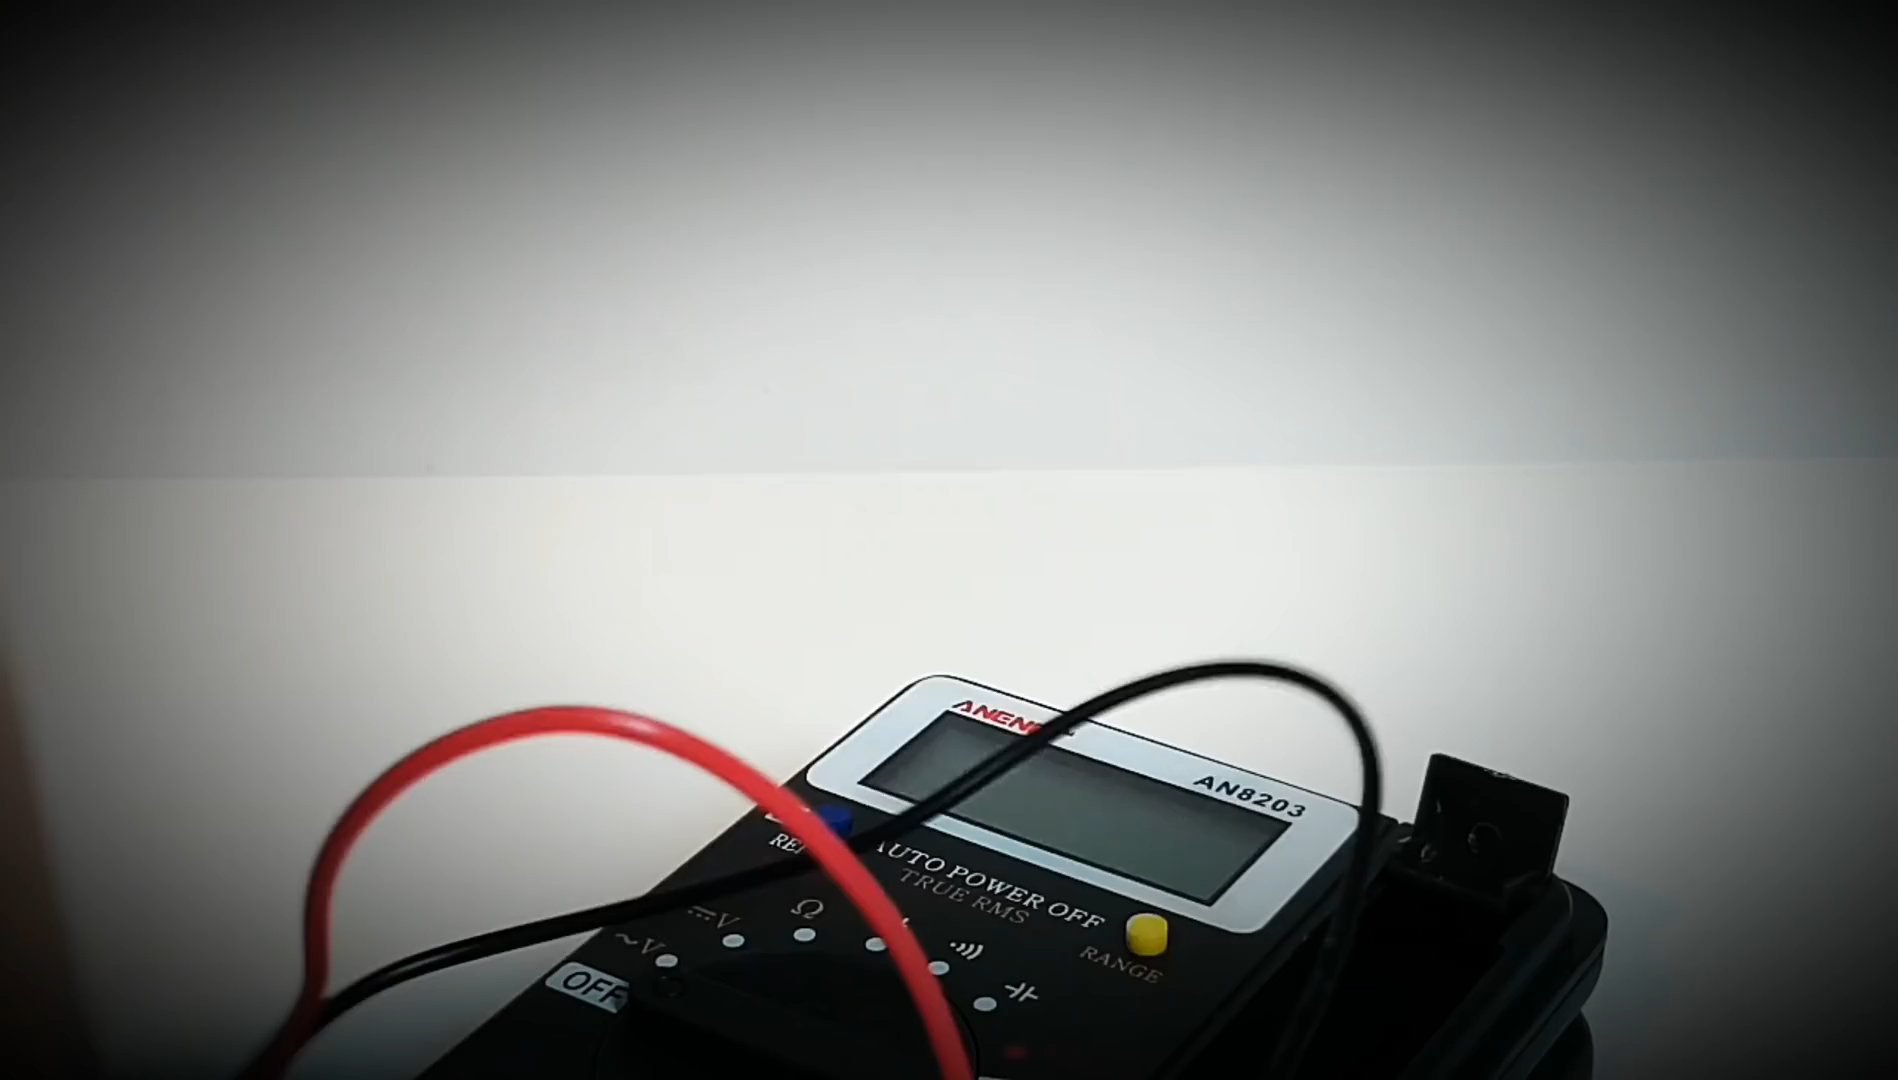 AN8203
AUTO POWER OFF
TRUE RMS
RANGE
⎓V
Ω
~V
OFF